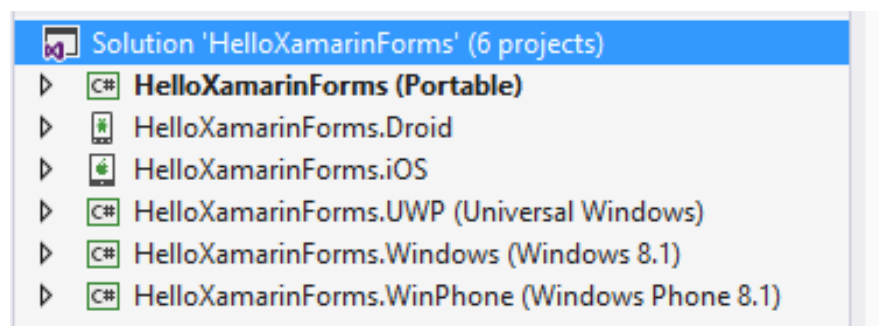 Solution 'HelloXamarinForms' (6 projects)
C# HelloXamarinForms (Portable)
HelloXamarinForms.Droid
HelloXamarinForms.iOS
C# HelloXamarinForms.UWP (Universal Windows)
C# HelloXamarinForms.Windows (Windows 8.1)
C# HelloXamarinForms.WinPhone (Windows Phone 8.1)